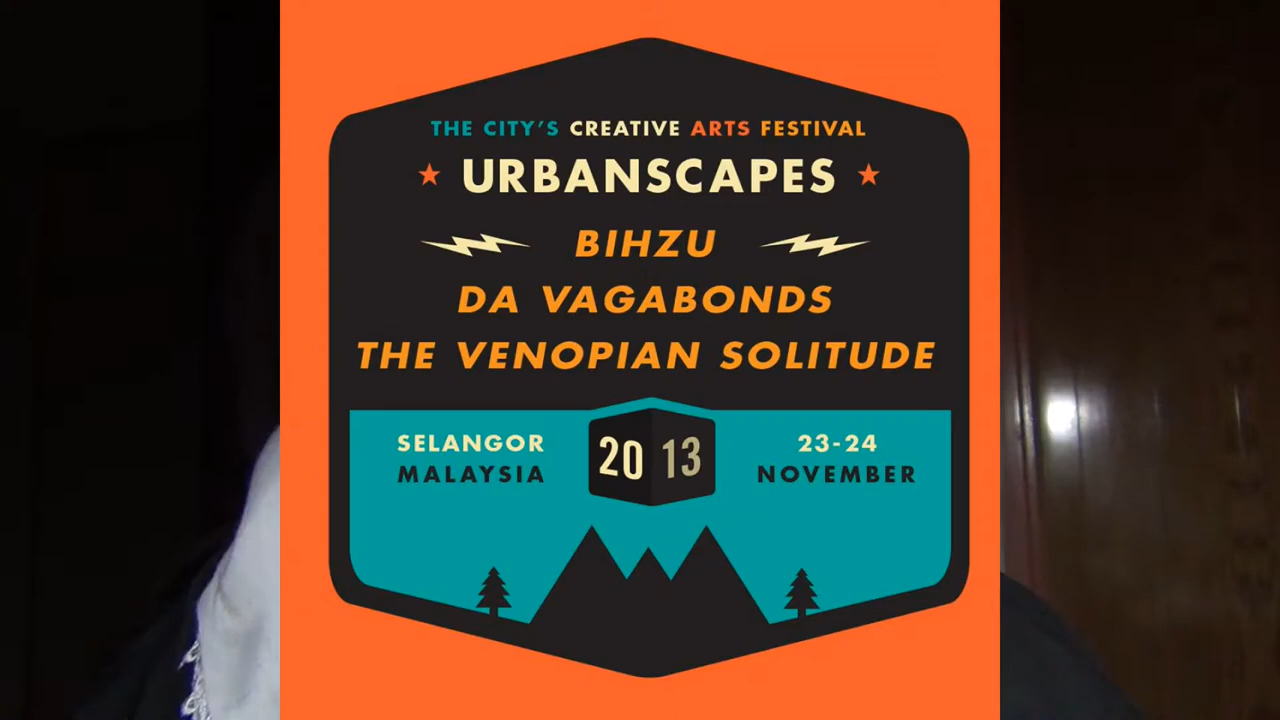 THE CITY'S CREATIVE ARTS FESTIVAL
URBANSCAPES
BIHZU
DA VAGABONDS
THE VENOPIAN SOLITUDE
SELANGOR
MALAYSIA
2013
23-24
NOVEMBER